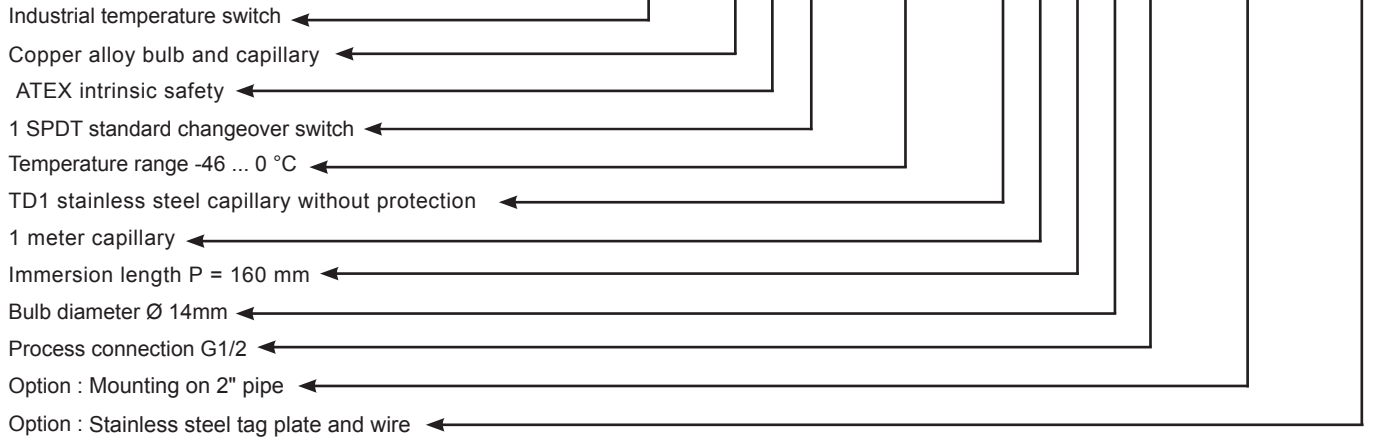 Industrial temperature switch
Copper alloy bulb and capillary
ATEX intrinsic safety
1 SPDT standard changeover switch
Temperature range -46 ... 0 °C
TD1 stainless steel capillary without protection
1 meter capillary
Immersion length P = 160 mm
Bulb diameter Ø 14mm
Process connection G1/2
Option : Mounting on 2" pipe
Option : Stainless steel tag plate and wire